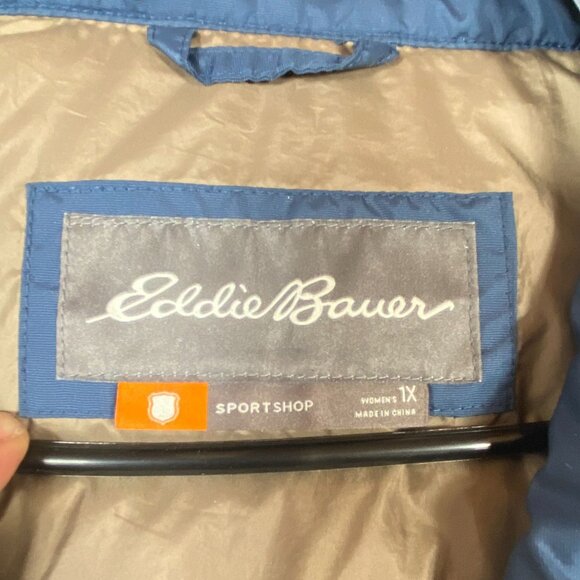 Eddie Bauer
SPORTSHOP
WOMEN'S 1X
MADE IN CHINA